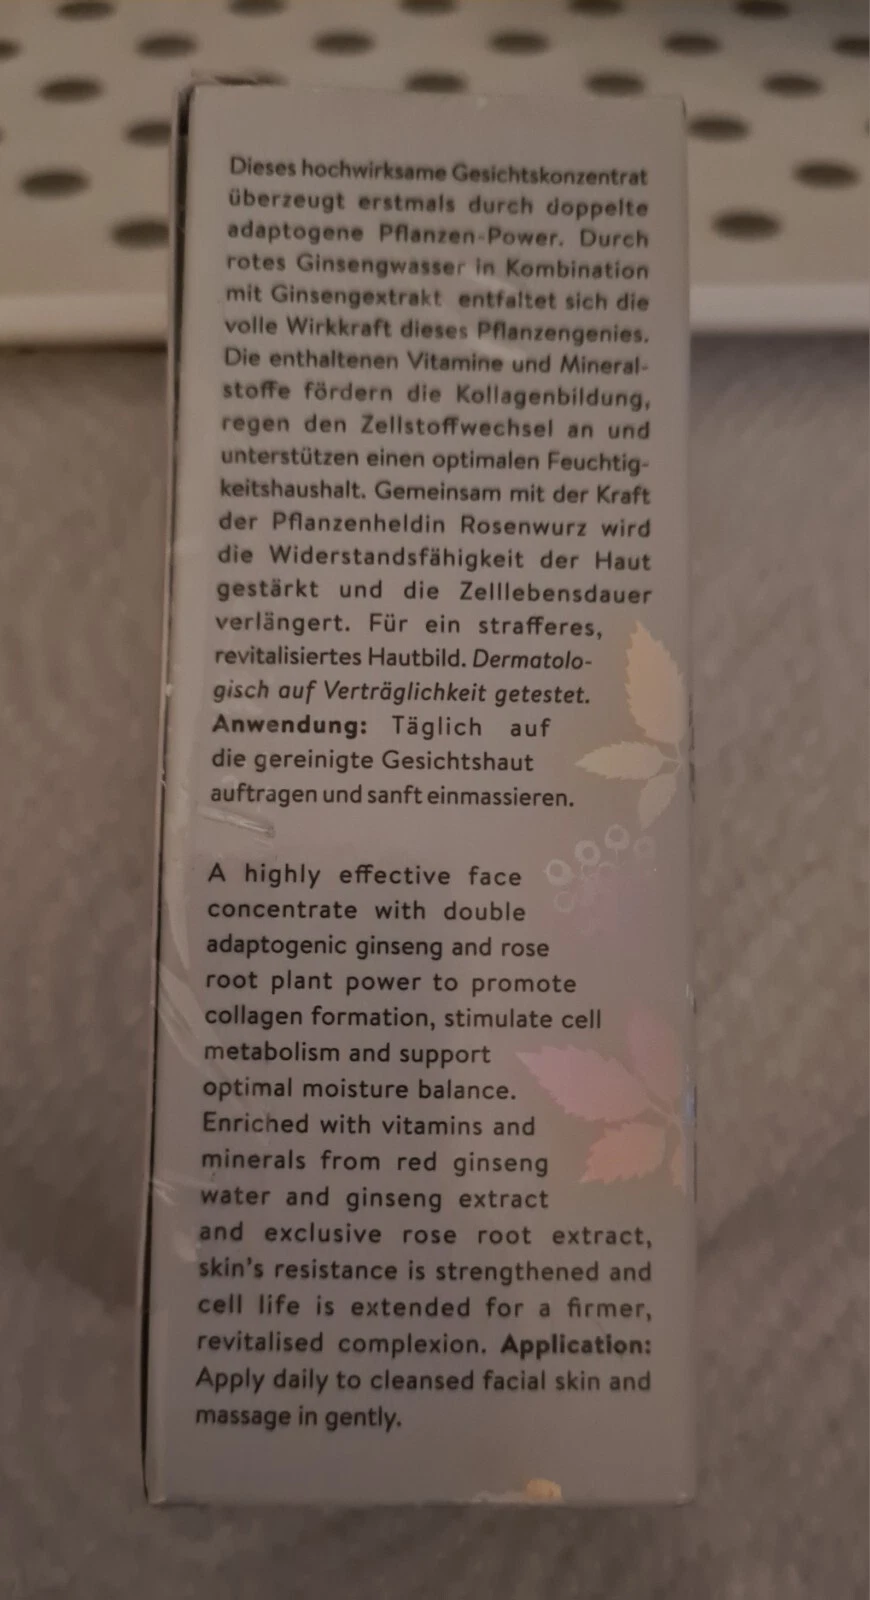 Dieses hochwirksame Gesichtskonzentrat
überzeugt erstmals durch doppelte
adaptogene Pflanzen-Power. Durch
rotes Ginsengwasser in Kombination
mit Ginsengextrakt entfaltet sich die
volle Wirkkraft dieses Pflanzengenies.
Die enthaltenen Vitamine und Mineral-
stoffe fördern die Kollagenbildung,
regen den Zellstoffwechsel an und
unterstützen einen optimalen Feuchtig-
keitshaushalt. Gemeinsam mit der Kraft
der Pflanzenheldin Rosenwurz wird
die Widerstandsfähigkeit der Haut
gestärkt und die Zelllebensdauer
verlängert. Für ein strafferes,
revitalisiertes Hautbild. Dermatolo-
gisch auf Verträglichkeit getestet.
Anwendung: Täglich auf
die gereinigte Gesichtshaut
auftragen und sanft einmassieren.
A highly effective face
concentrate with double
adaptogenic ginseng and rose
root plant power to promote
collagen formation, stimulate cell
metabolism and support
optimal moisture balance.
Enriched with vitamins and
minerals from red ginseng
water and ginseng extract
and exclusive rose root extract,
skin's resistance is strengthened and
cell life is extended for a firmer,
revitalised complexion. Application:
Apply daily to cleansed facial skin and
massage in gently.